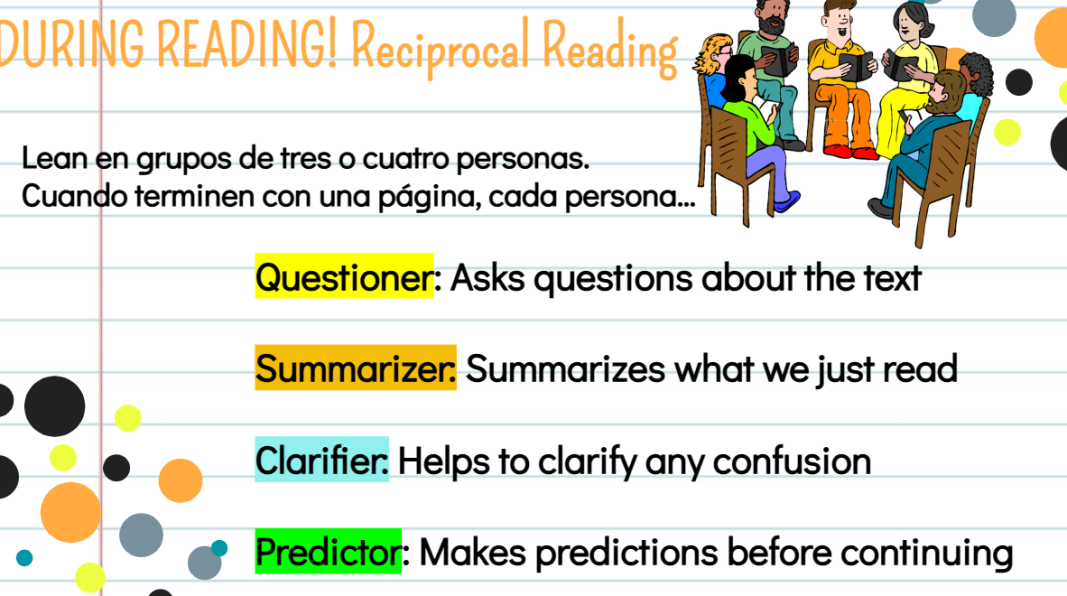 DURING READING! Reciprocal Reading
Lean en grupos de tres o cuatro personas.
Cuando terminen con una página, cada persona...
Questioner: Asks questions about the text
Summarizer: Summarizes what we just read
Clarifier: Helps to clarify any confusion
Predictor: Makes predictions before continuing